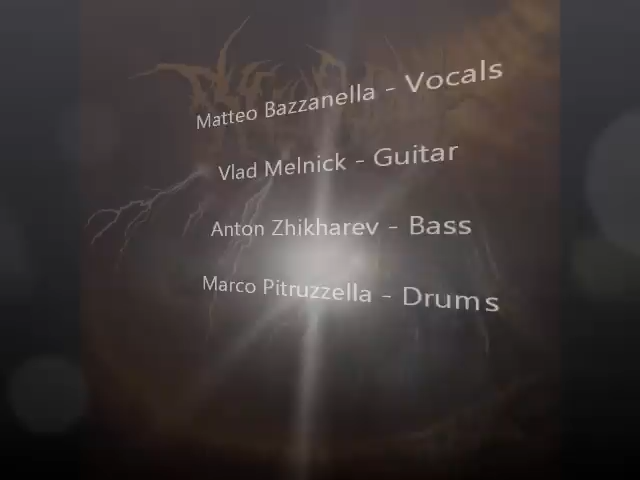 Matteo Bazzanella - Vocals
Vlad Melnick - Guitar
Anton Zhikharev - Bass
Marco Pitruzzella - Drums